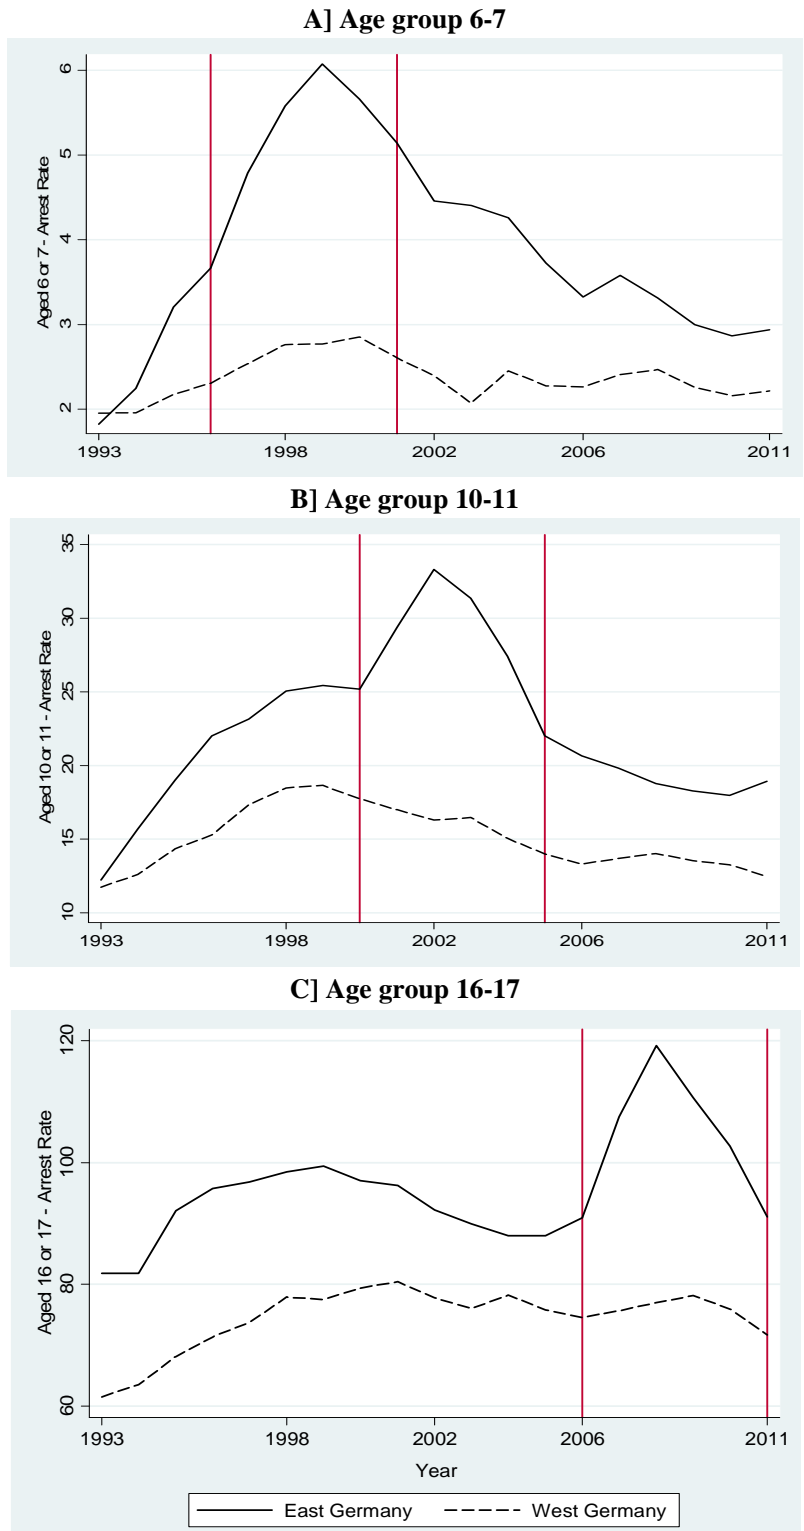 A] Age group 6-7
Aged 6 or 7 - Arrest Rate
6
5
4
3
2
1993 1998 2002 2006 2011
B] Age group 10-11
Aged 10 or 11 - Arrest Rate
35
30
25
20
15
10
1993 1998 2002 2006 2011
C] Age group 16-17
Aged 16 or 17 - Arrest Rate
120
100
80
60
1993 1998 2002 2006 2011
Year
East Germany West Germany